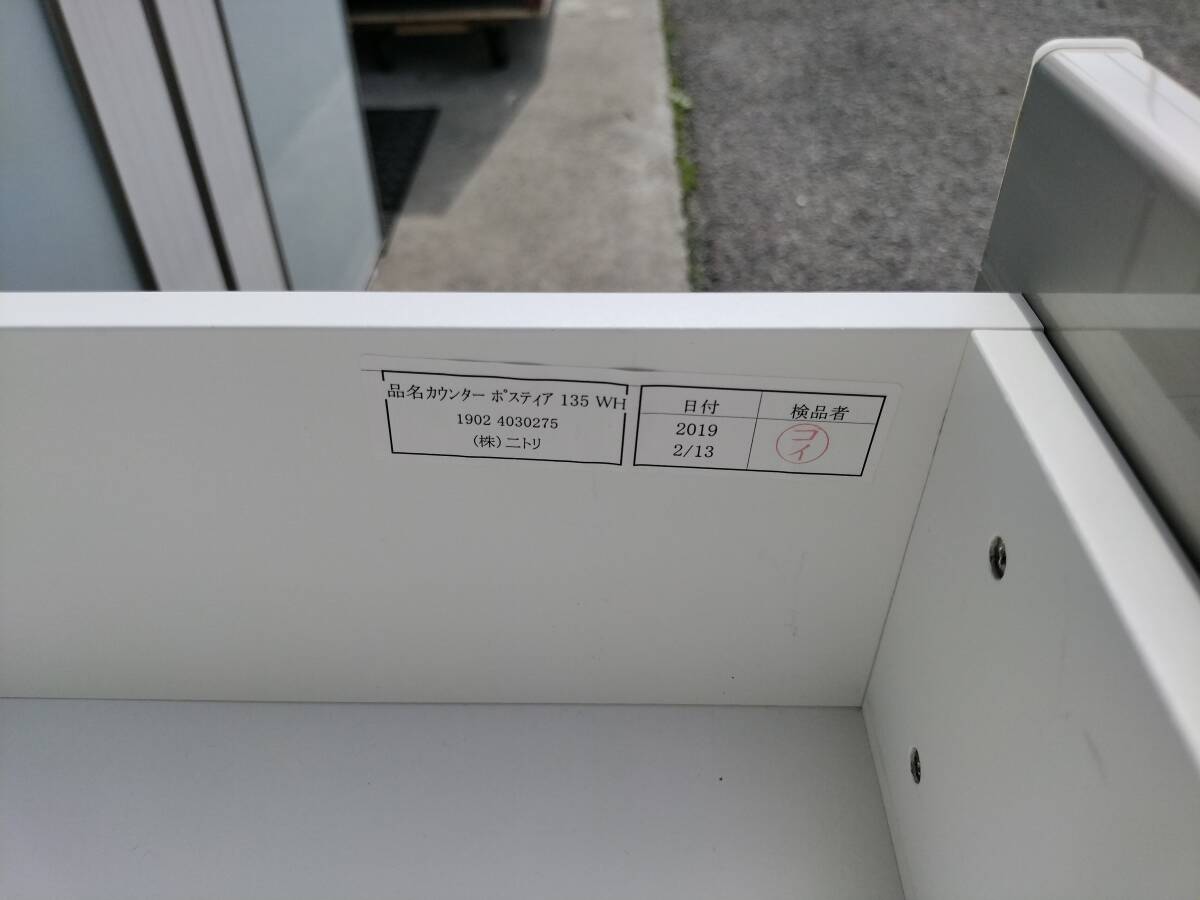 品名カウンター ポスティア 135 WH
1902 4030275
(株)ニトリ
日付
検品者
2019
2/13
コイ